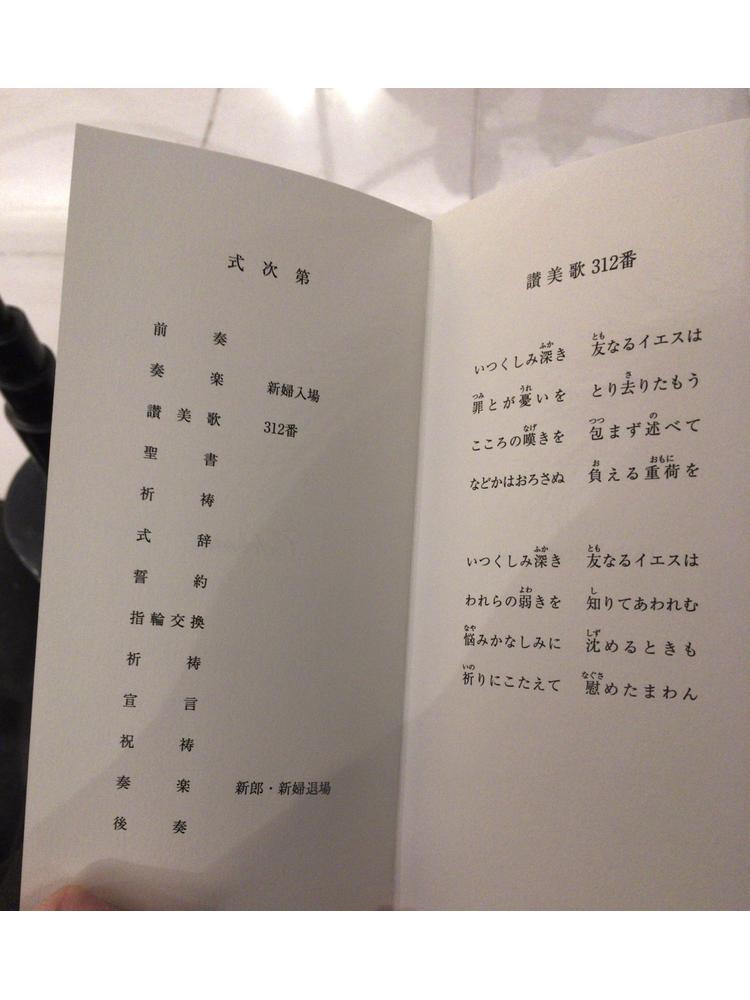 式次第
前奏
奏楽 新婦入場
讃美歌 312番
聖書
祈祷
式辞
誓約
指輪交換
祈祷
宣言
祝祷
奏楽 新郎・新婦退場
後奏
讃美歌312番
いつくしみ深き 友なるイエスは
罪とが憂いを とり去りたもう
こころの嘆きを 包まず述べて
などかはおろさぬ 負える重荷を
いつくしみ深き 友なるイエスは
われらの弱きを 知りてあわれむ
悩みかなしみに 沈めるときも
祈りにこたえて 慰めたまわん